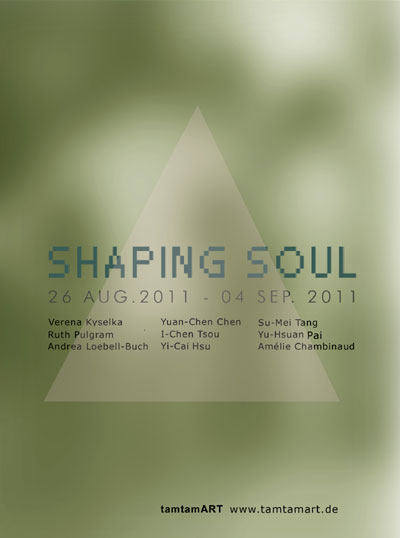 SHAPING SOUL
26 AUG.2011 - 04 SEP. 2011
Verena Kyselka Yuan-Chen Chen Su-Mei Tang
Ruth Pulgram I-Chen Tsou Yu-Hsuan Pai
Andrea Loebell-Buch Yi-Cai Hsu Amélie Chambinaud
tamtamART www.tamtamart.de